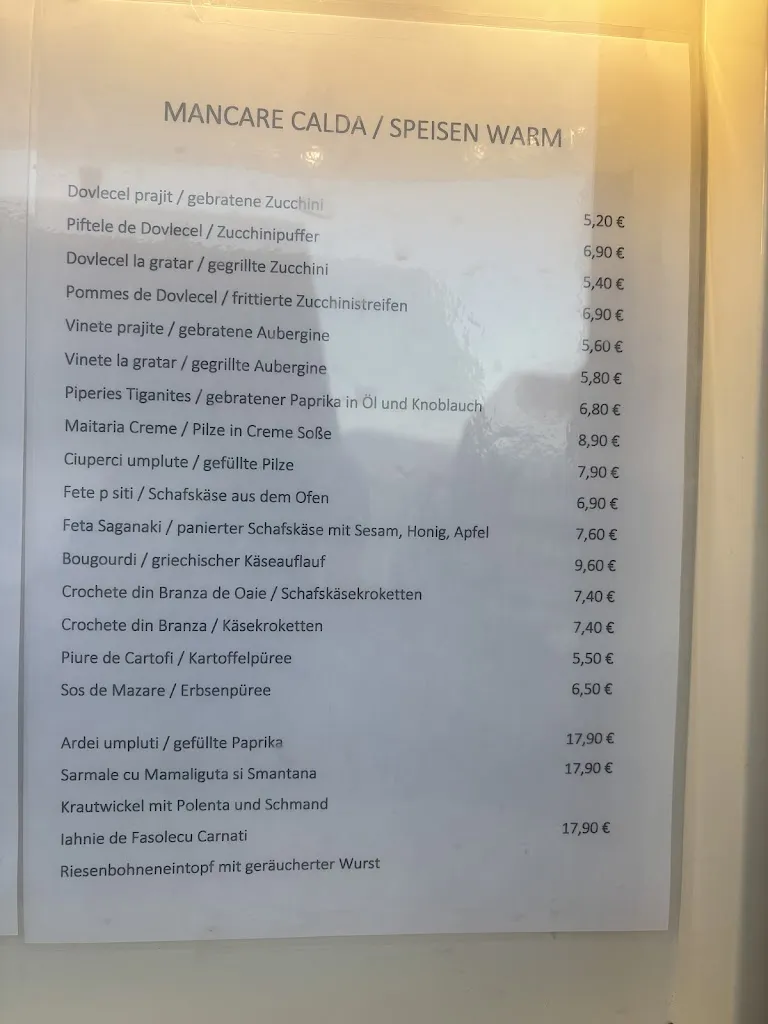 MANCARE CALDA / SPEISEN WARM
Dovlecel prajit / gebratene Zucchini 5,20 €
Piftele de Dovlecel / Zucchinipuffer 6,90 €
Dovlecel la gratar / gegrillte Zucchini 5,40 €
Pommes de Dovlecel / frittierte Zucchinistreifen 6,90 €
Vinete prajite / gebratene Aubergine 5,60 €
Vinete la gratar / gegrillte Aubergine 5,80 €
Piperies Tiganites / gebratener Paprika in Öl und Knoblauch 6,80 €
Maitaria Creme / Pilze in Creme Soße 8,90 €
Ciuperci umplute / gefüllte Pilze 7,90 €
Fete p siti / Schafskäse aus dem Ofen 6,90 €
Feta Saganaki / panierter Schafskäse mit Sesam, Honig, Apfel 7,60 €
Bougourdi / griechischer Käseauflauf 9,60 €
Crochete din Branza de Oaie / Schafskäsekroketten 7,40 €
Crochete din Branza / Käsekroketten 7,40 €
Piure de Cartofi / Kartoffelpüree 5,50 €
Sos de Mazare / Erbsenpüree 6,50 €
Ardei umpluti / gefüllte Paprika 17,90 €
Sarmale cu Mamaliguta si Smantana 17,90 €
Krautwickel mit Polenta und Schmand
Iahnie de Fasolecu Carnati 17,90 €
Riesenbohneneintopf mit geräucherter Wurst